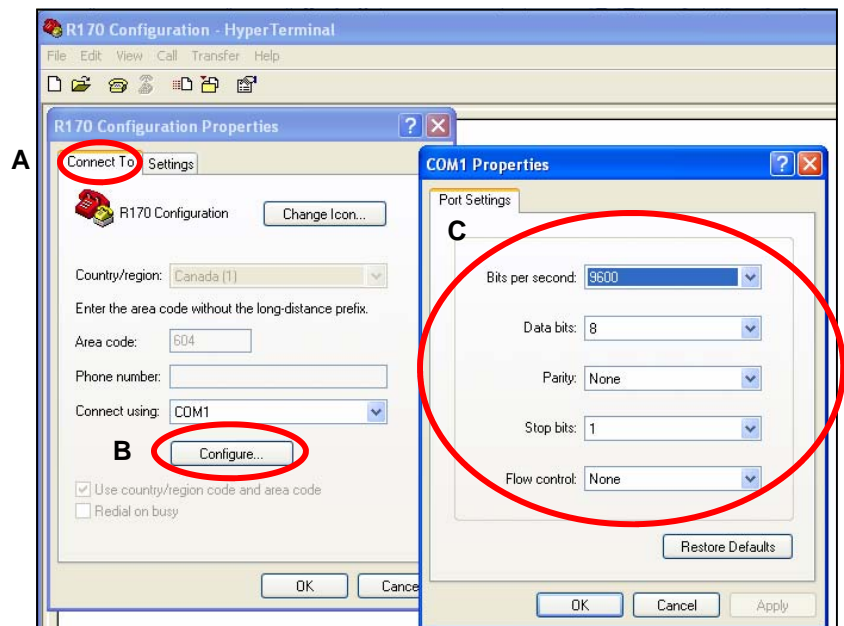 R170 Configuration - HyperTerminal
File Edit View Call Transfer Help
R170 Configuration Properties
A
Connect To Settings
R170 Configuration
Change Icon...
Country/region: Canada (1)
Enter the area code without the long-distance prefix.
Area code: 604
Phone number:
Connect using: COM1
B
Configure...
Use country/region code and area code
Redial on busy
OK Cance
COM1 Properties
Port Settings
C
Bits per second: 9600
Data bits: 8
Parity: None
Stop bits: 1
Flow control: None
Restore Defaults
OK Cancel Apply